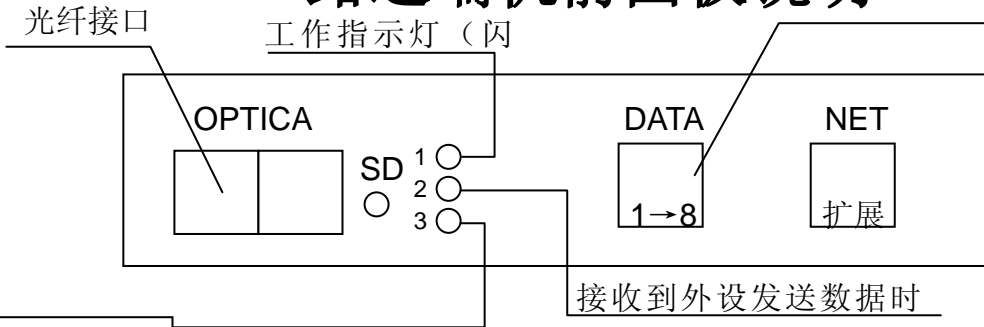 光纤接口
工作指示灯（闪
OPTICA
DATA
NET
SD
1
2
3
1→8
扩展
接收到外设发送数据时